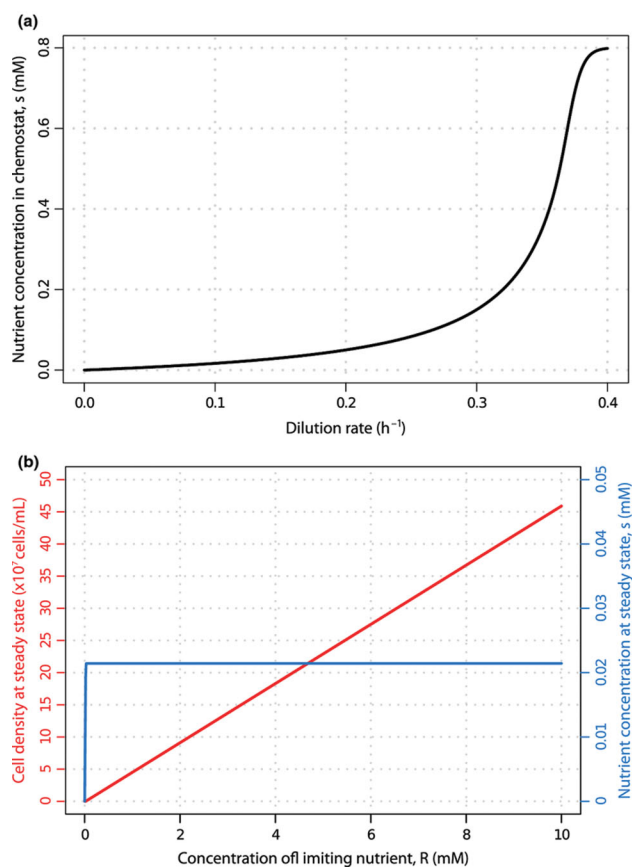 (a)
Nutrient concentration in chemostat, s (mM)
0.8
0.6
0.4
0.2
0.0
0.0 0.1 0.2 0.3 0.4
Dilution rate (h⁻¹)
(b)
Cell density at steady state (x10⁷ cells/mL)
50
45
40
35
30
25
20
15
10
5
0
0.05
0.04
0.03
0.02
0.01
0
Nutrient concentration at steady state, s (mM)
0 2 4 6 8 10
Concentration ofl imiting nutrient, R (mM)